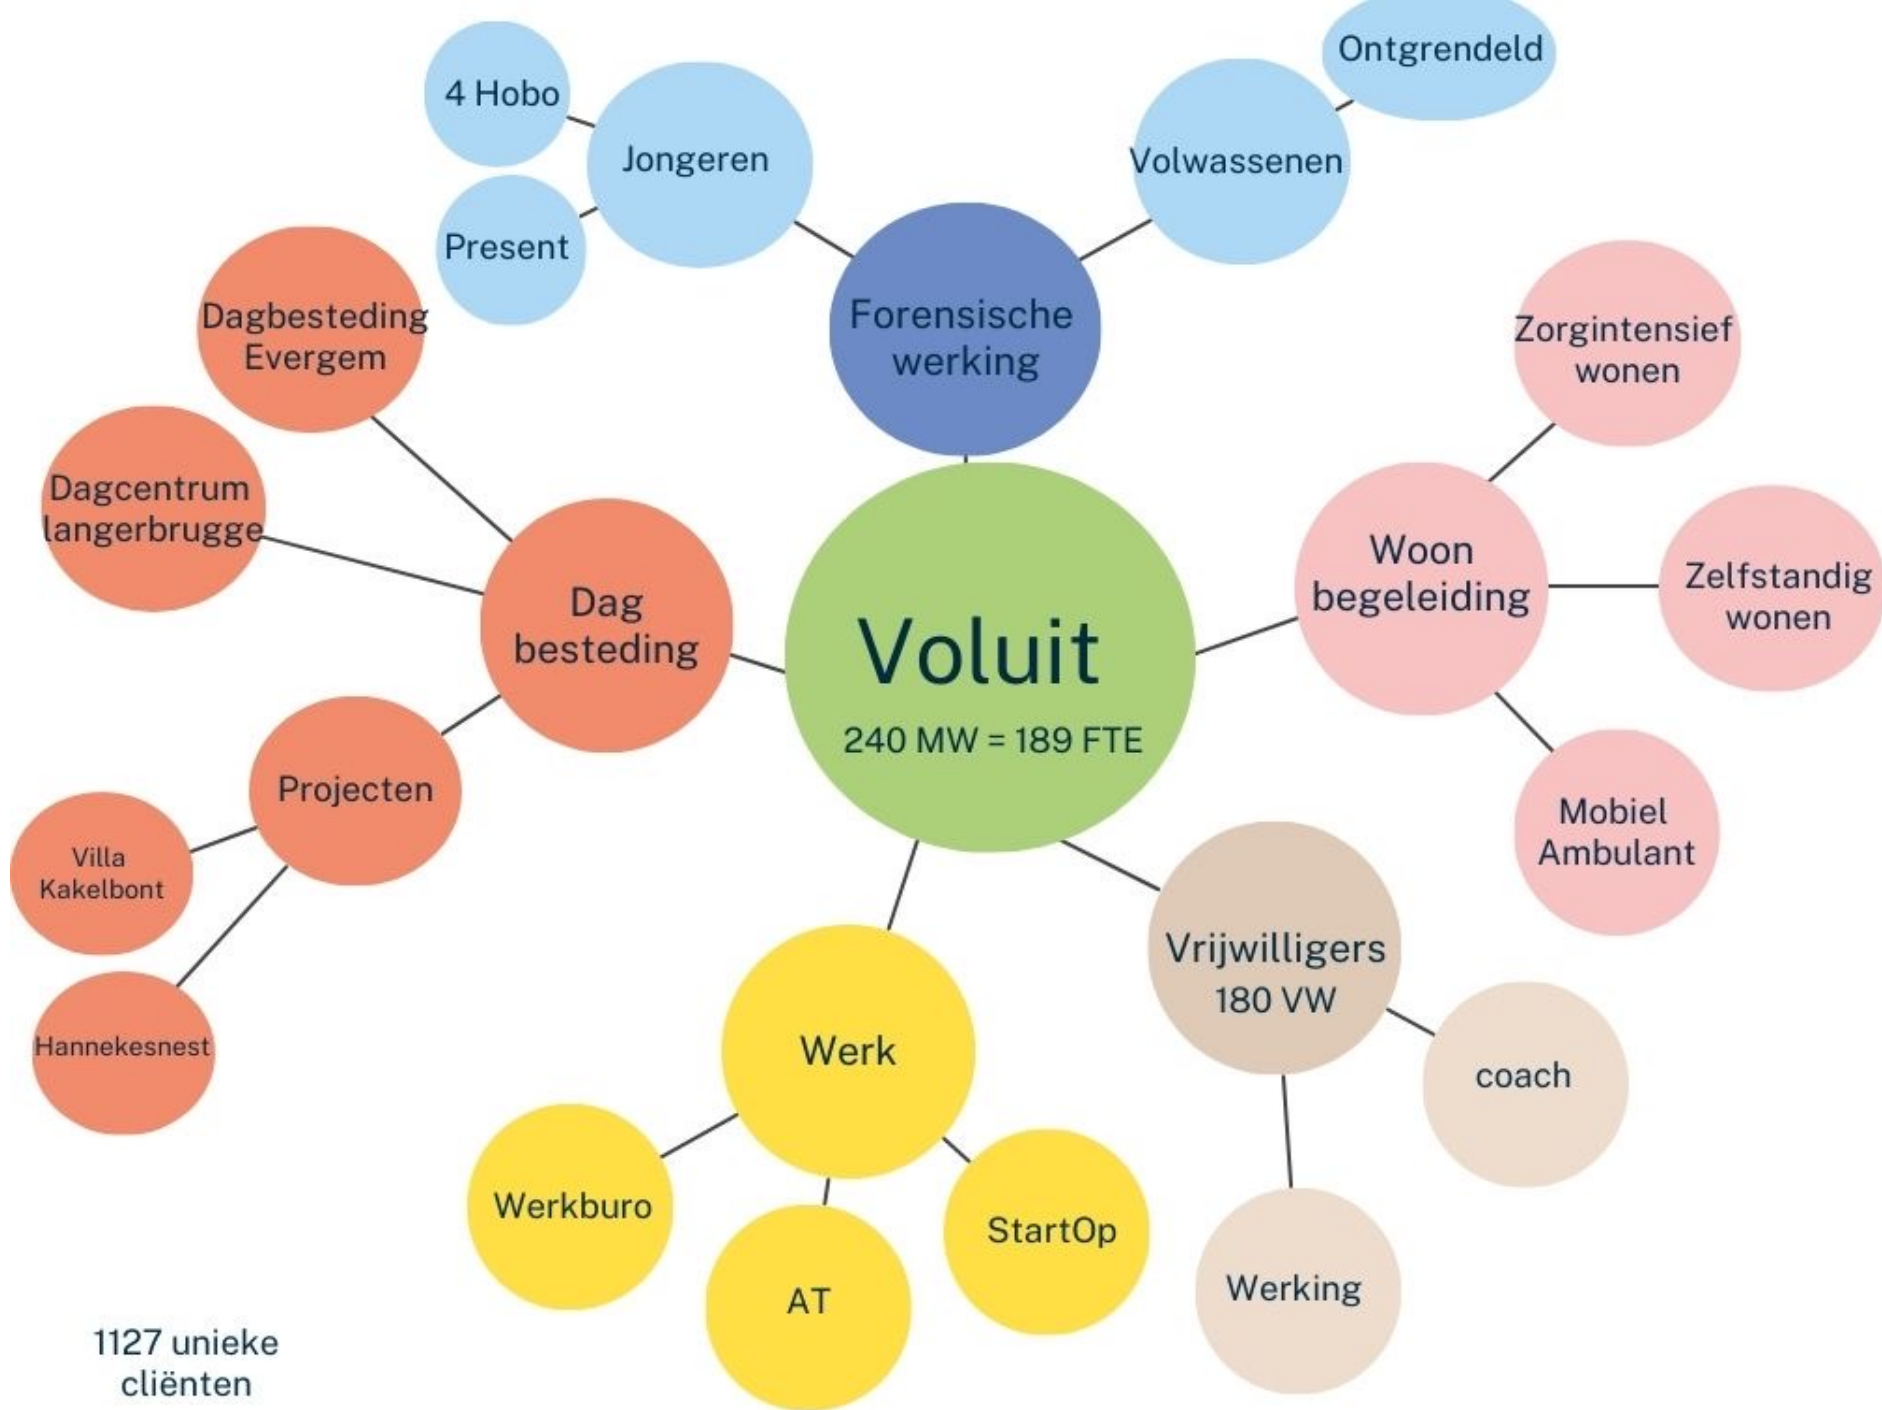 Ontgrendeld
4 Hobo
Jongeren
Volwassenen
Present
Forensische
werking
Dagbesteding
Evergem
Zorgintensief
wonen
Dagcentrum
langerbrugge
Woon
begeleiding
Zelfstandig
wonen
Dag
besteding
Voluit
240 MW = 189 FTE
Projecten
Mobiel
Ambulant
Villa
Kakelbont
Vrijwilligers
180 VW
Hannekesnest
Werk
coach
Werkburo
StartOp
AT
Werking
1127 unieke
cliënten